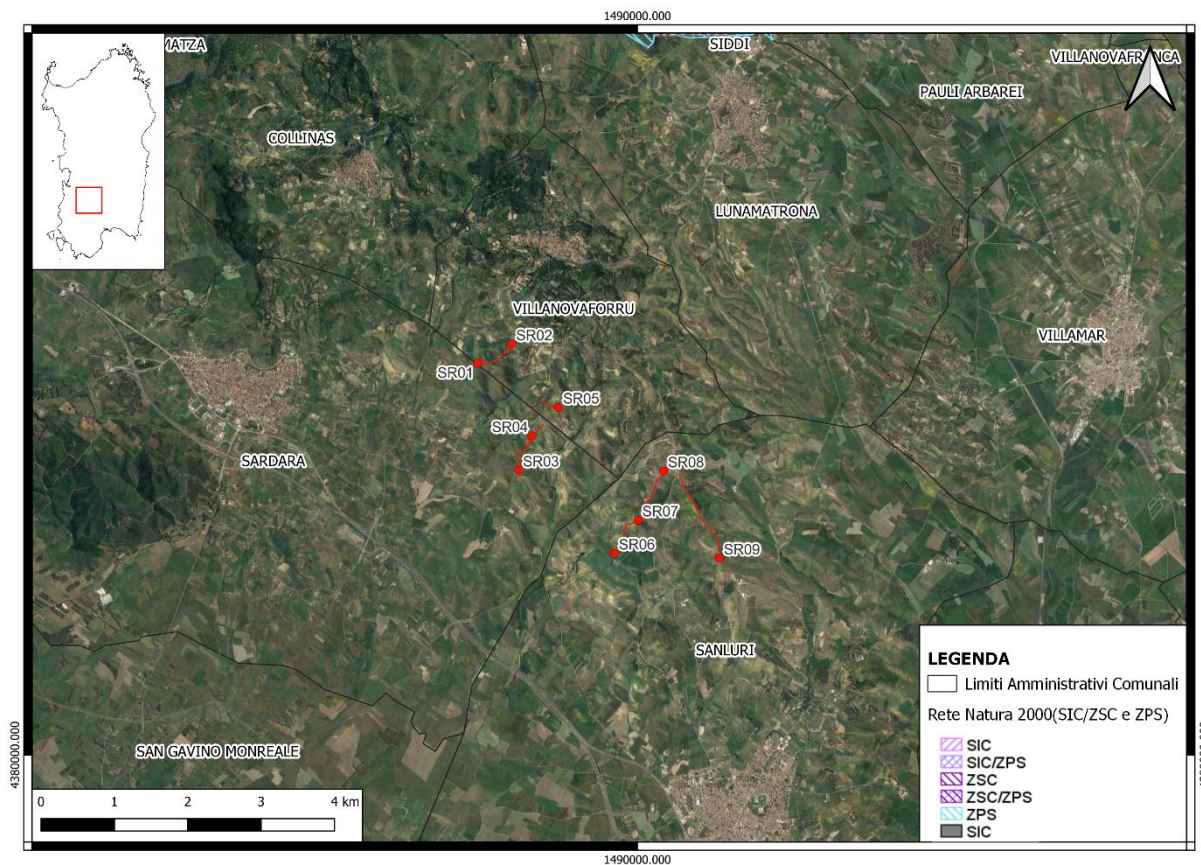 1490000.000
MATZA
SIDDI
VILLANOVAFRANCA
PAULI ARBAREI
COLLINAS
LUNAMATRONA
VILLANOVAFORRU
VILLAMAR
SR02
SR01
SR05
SR04
SARDARA
SR03
SR08
SR07
SR06
SR09
SANLURI
SAN GAVINO MONREALE
4380000.000
0 1 2 3 4 km
LEGENDA
Limiti Amministrativi Comunali
Rete Natura 2000(SIC/ZSC e ZPS)
SIC
SIC/ZPS
ZSC
ZSC/ZPS
ZPS
SIC
1490000.000